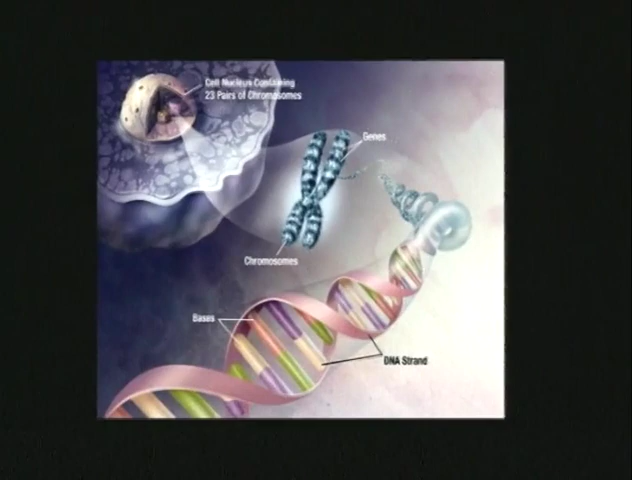 Cell Nucleus Containing
23 Pairs of Chromosomes
Genes
Chromosomes
Bases
DNA Strand